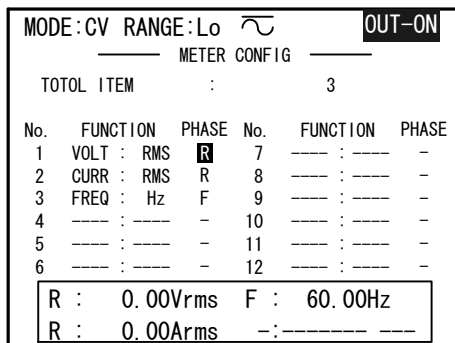 MODE:CV RANGE:Lo OUT-ON
METER CONFIG
TOTOL ITEM : 3
No. FUNCTION PHASE No. FUNCTION PHASE
1 VOLT : RMS R 7 ---- : ---- -
2 CURR : RMS R 8 ---- : ---- -
3 FREQ : Hz F 9 ---- : ---- -
4 ---- : ---- - 10 ---- : ---- -
5 ---- : ---- - 11 ---- : ---- -
6 ---- : ---- - 12 ---- : ---- -
R : 0.00Vrms F : 60.00Hz
R : 0.00Arms -:------- ---